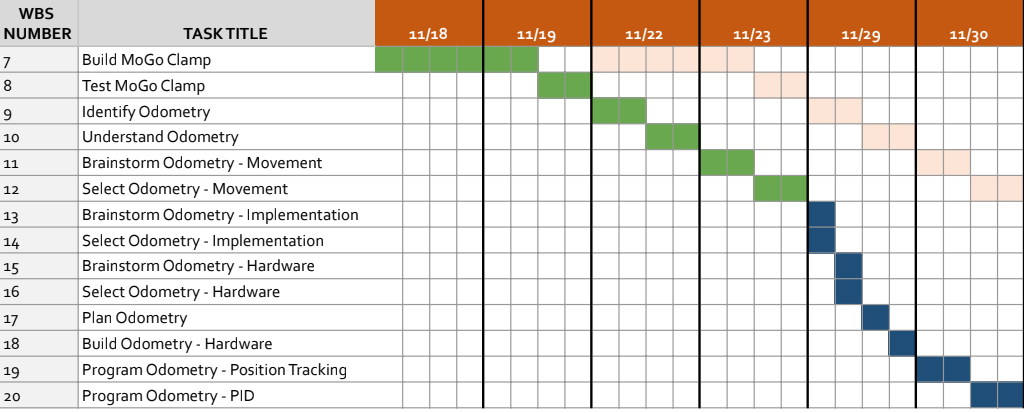 WBS
NUMBER TASK TITLE 11/18 11/19 11/22 11/23 11/29 11/30
7 Build MoGo Clamp
8 Test MoGo Clamp
9 Identify Odometry
10 Understand Odometry
11 Brainstorm Odometry - Movement
12 Select Odometry - Movement
13 Brainstorm Odometry - Implementation
14 Select Odometry - Implementation
15 Brainstorm Odometry - Hardware
16 Select Odometry - Hardware
17 Plan Odometry
18 Build Odometry - Hardware
19 Program Odometry - Position Tracking
20 Program Odometry - PID